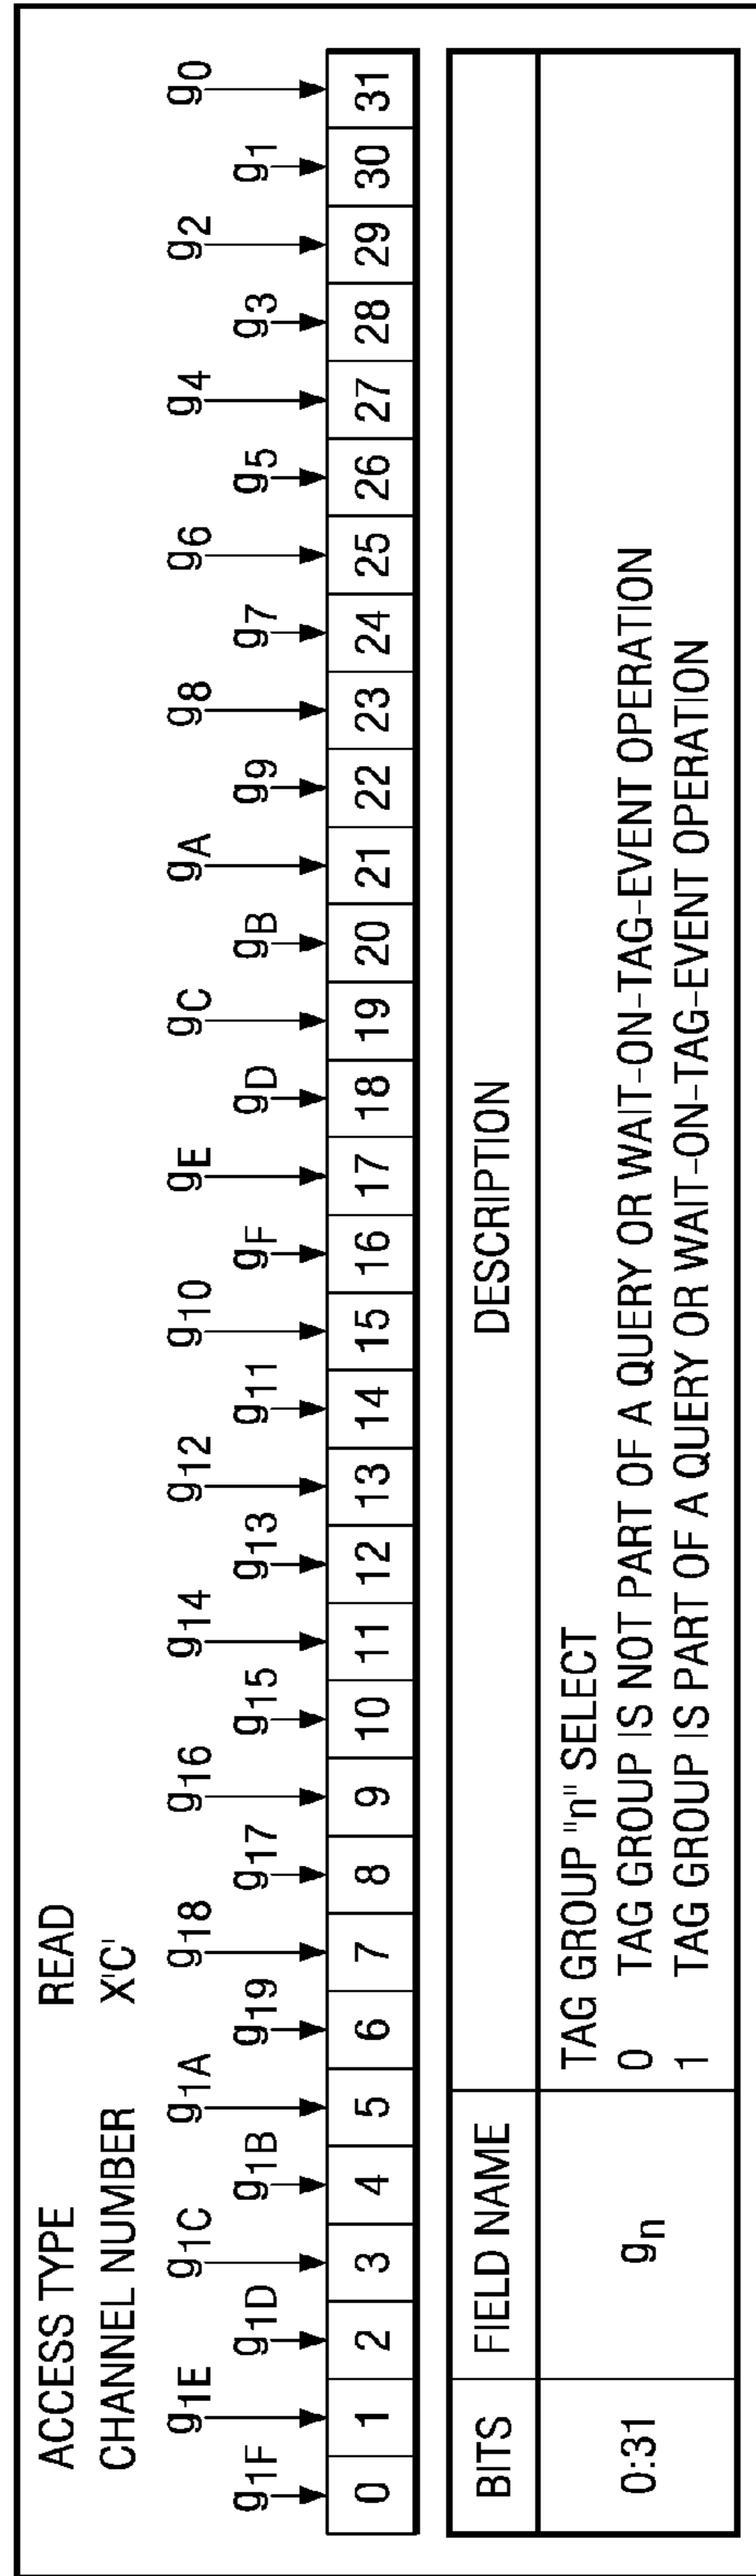 ACCESS TYPE READ
CHANNEL NUMBER X'C'
g1F g1E g1D g1C g1B g1A g19 g18 g17 g16 g15 g14 g13 g12 g11 g10 gF gE gD gC gB gA g9 g8 g7 g6 g5 g4 g3 g2 g1 g0
0 1 2 3 4 5 6 7 8 9 10 11 12 13 14 15 16 17 18 19 20 21 22 23 24 25 26 27 28 29 30 31
BITS FIELD NAME DESCRIPTION
0:31 gn TAG GROUP "n" SELECT
0 TAG GROUP IS NOT PART OF A QUERY OR WAIT-ON-TAG-EVENT OPERATION
1 TAG GROUP IS PART OF A QUERY OR WAIT-ON-TAG-EVENT OPERATION